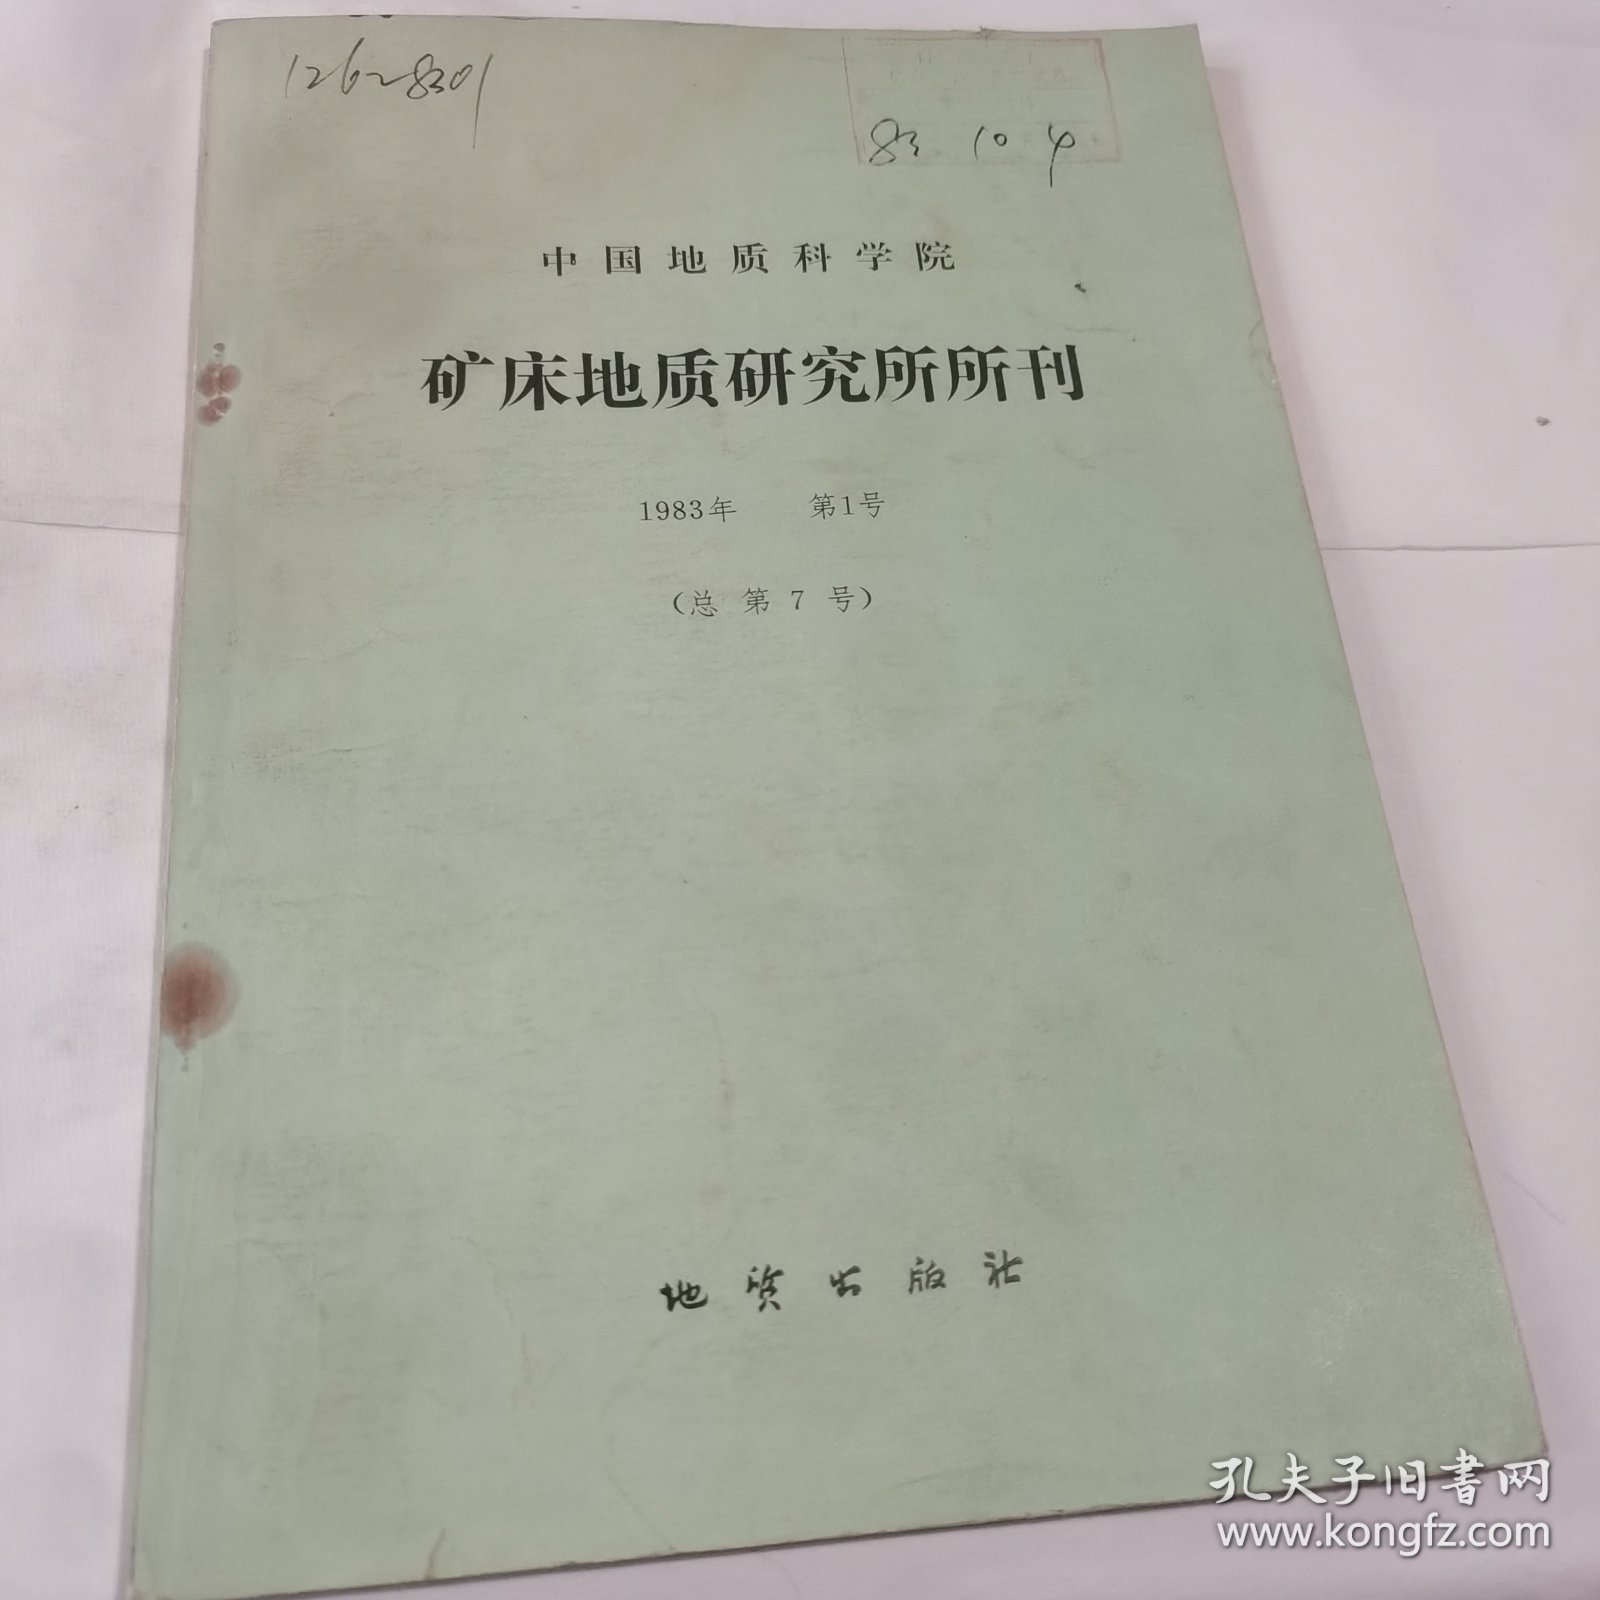 1262-8301
83 10 4
中国地质科学院
矿床地质研究所所刊
1983年 第1号
(总 第 7 号)
地质出版社
孔夫子旧书网
www.kongfz.com